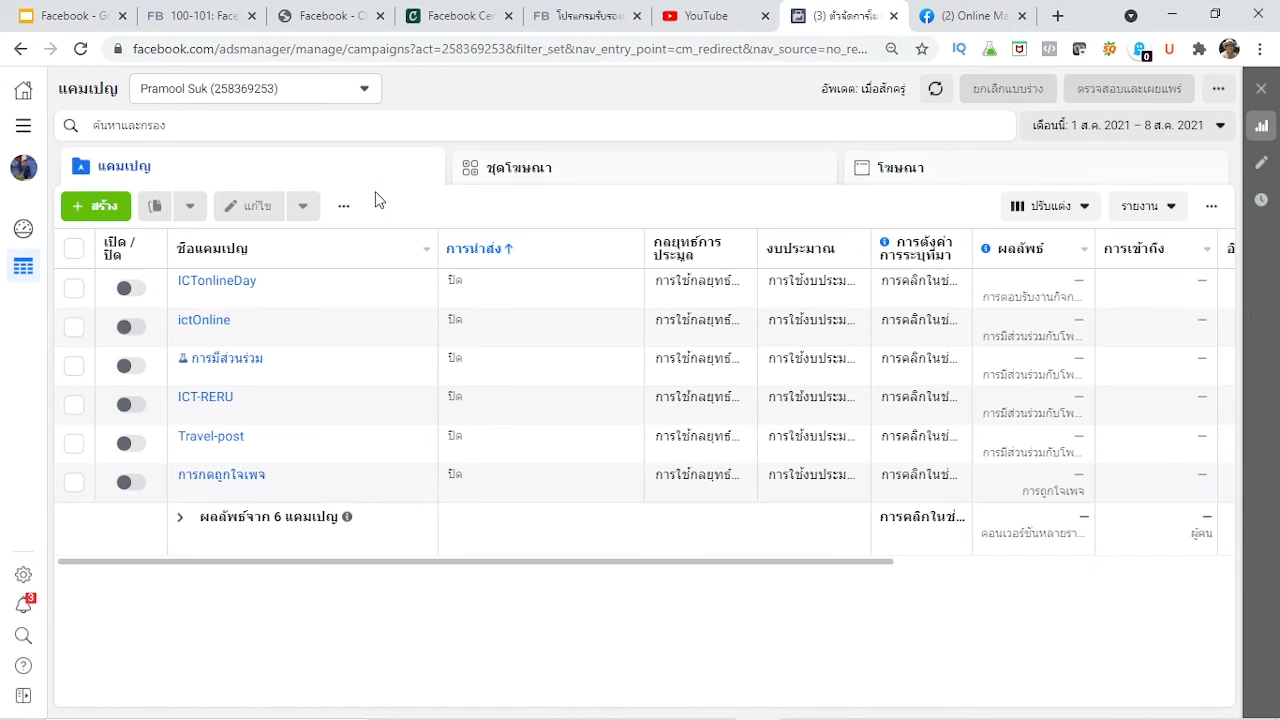 Google
FB 100-101: Face
Facebook - Cl
Facebook Cer
FB โปรแกรมรับรอง
YouTube
(3) ตัวจัดการโฆ
(2) Online Ma
facebook.com/adsmanager/manage/campaigns?act=258369253&filter_set&nav_entry_point=cm_redirect&nav_source=no_re...
IQ
SQ
0
U
แคมเปญ
Pramool Suk (258369253)
อัพเดต: เมื่อสักครู่
ยกเลิกแบบร่าง
ตรวจสอบและเผยแพร่
ค้นหาและกรอง
เดือนนี้: 1 ส.ค. 2021 – 8 ส.ค. 2021
แคมเปญ
ชุดโฆษณา
โฆษณา
+ สร้าง
แก้ไข
ปรับแต่ง
รายงาน
เปิด / ปิด
ชื่อแคมเปญ
การนำส่ง ↑
กลยุทธ์การประมูล
งบประมาณ
การตั้งค่าการระบุที่มา
ผลลัพธ์
การเข้าถึง
ICTonlineDay ปิด การใช้กลยุทธ์... การใช้งบประม... การคลิกในช่... — —
การตอบรับงานกิจก...
ictOnline ปิด การใช้กลยุทธ์... การใช้งบประม... การคลิกในช่... — —
การมีส่วนร่วมกับโพ...
การมีส่วนร่วม ปิด การใช้กลยุทธ์... การใช้งบประม... การคลิกในช่... — —
การมีส่วนร่วมกับโพ...
ICT-RERU ปิด การใช้กลยุทธ์... การใช้งบประม... การคลิกในช่... — —
การมีส่วนร่วมกับโพ...
Travel-post ปิด การใช้กลยุทธ์... การใช้งบประม... การคลิกในช่... — —
การมีส่วนร่วมกับโพ...
การกดถูกใจเพจ ปิด การใช้กลยุทธ์... การใช้งบประม... การคลิกในช่... — —
การถูกใจเพจ
ผลลัพธ์จาก 6 แคมเปญ การคลิกในช่... — —
คอนเวอร์ชันหลายรา... ผู้คน
3